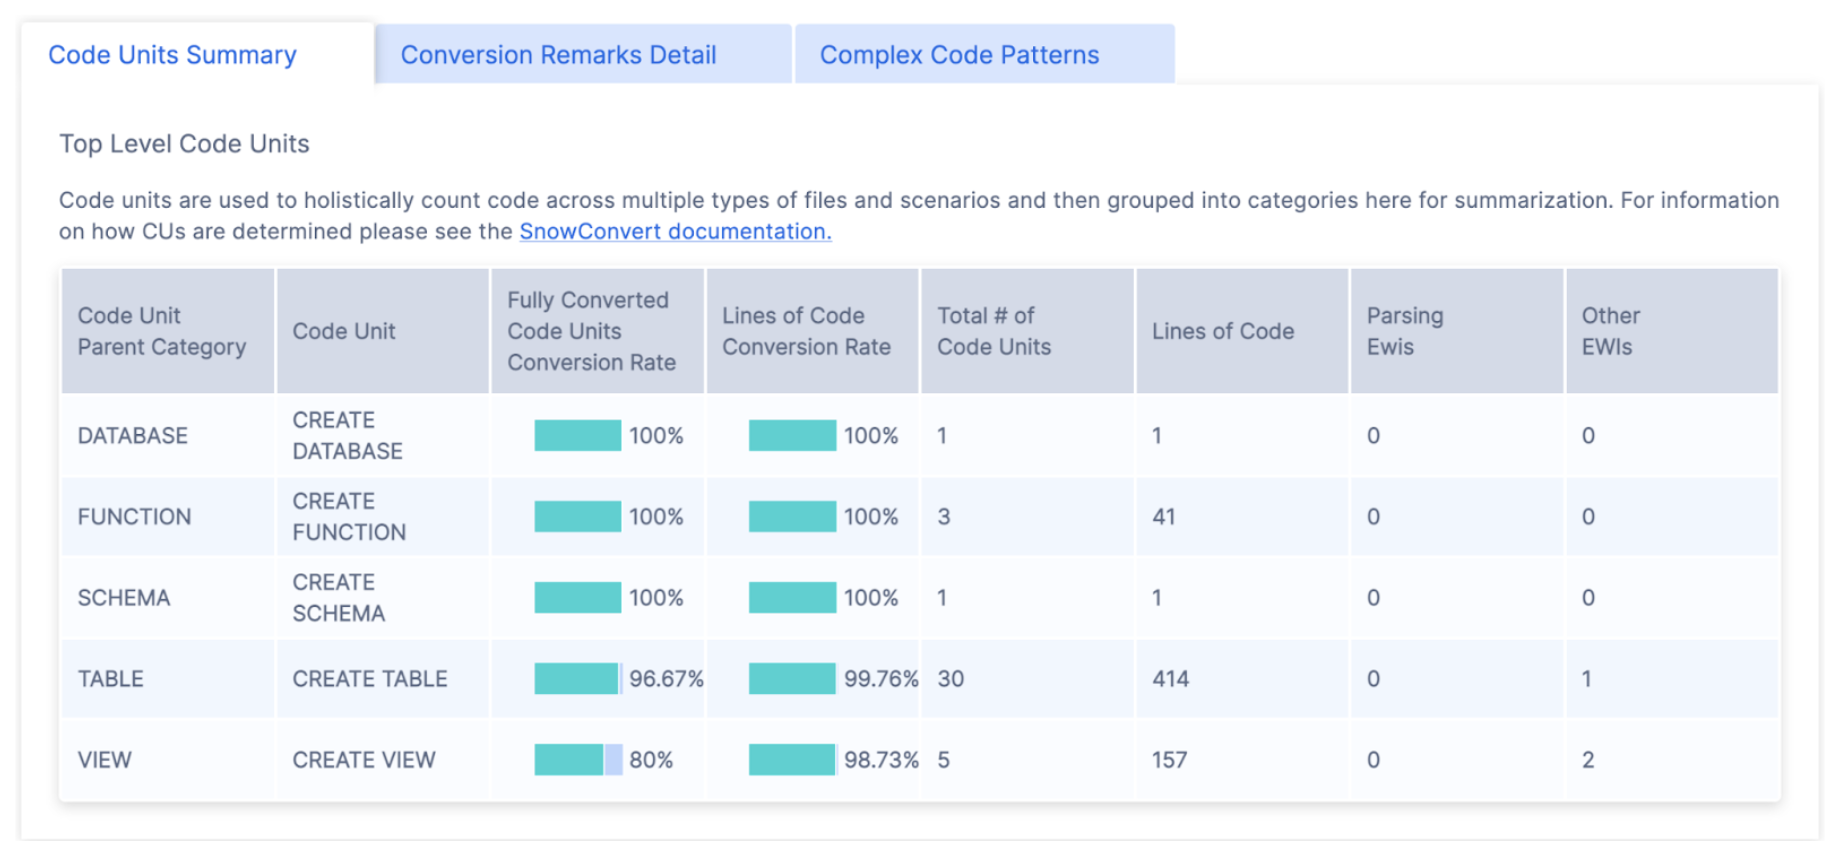 Code Units Summary
Conversion Remarks Detail
Complex Code Patterns
Top Level Code Units
Code units are used to holistically count code across multiple types of files and scenarios and then grouped into categories here for summarization. For information
on how CUs are determined please see the SnowConvert documentation.
Code Unit
Parent Category
Code Unit
Fully Converted
Code Units
Conversion Rate
Lines of Code
Conversion Rate
Total # of
Code Units
Lines of Code
Parsing
Ewis
Other
EWIs
DATABASE
CREATE
DATABASE
100%
100%
1
1
0
0
FUNCTION
CREATE
FUNCTION
100%
100%
3
41
0
0
SCHEMA
CREATE
SCHEMA
100%
100%
1
1
0
0
TABLE
CREATE TABLE
96.67%
99.76%
30
414
0
1
VIEW
CREATE VIEW
80%
98.73%
5
157
0
2